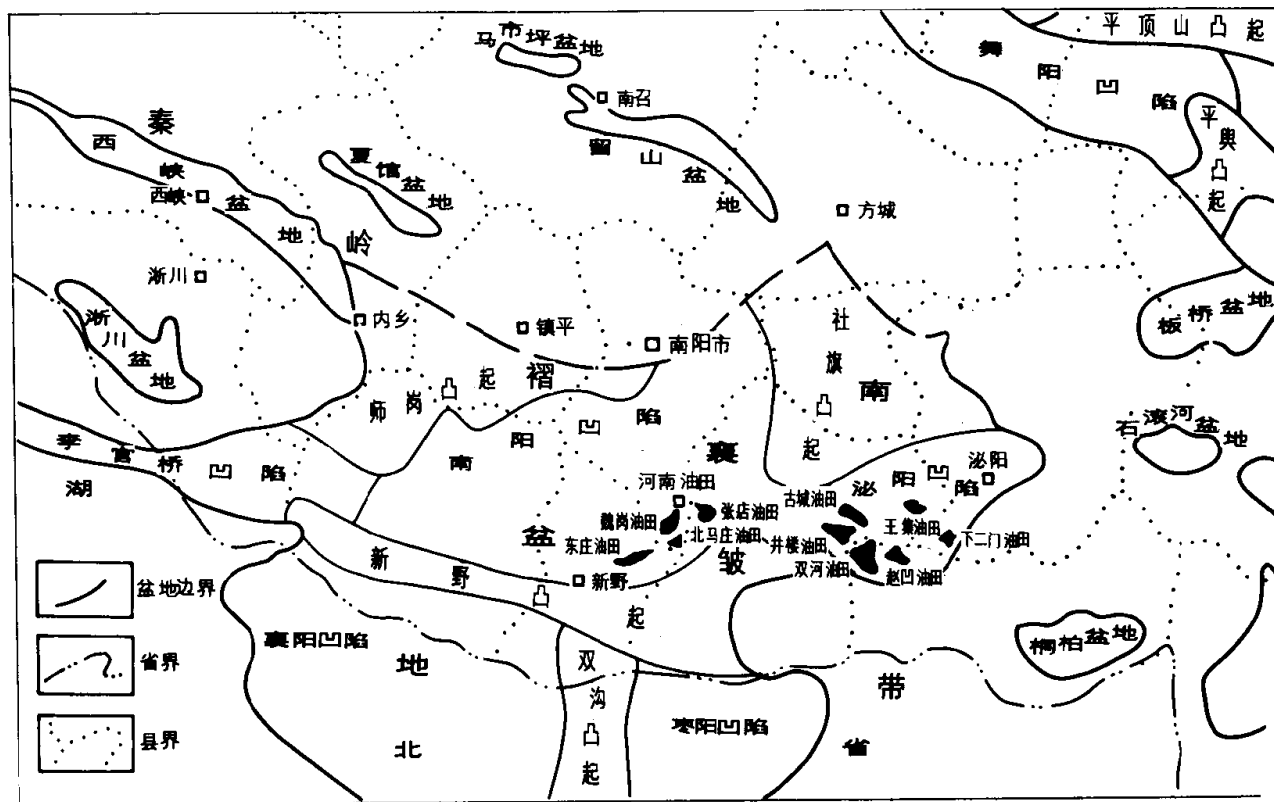 平顶山凸起
马市坪盆地
舞阳凹陷
南召
秦岭褶皱带
西峡盆地
夏馆盆地
留山盆地
平舆凸起
西峡
方城
淅川
淅川盆地
内乡
镇平
南阳市
社旗凸起
板桥盆地
师岗凸起
南阳凹陷
南襄盆地
石滚河盆地
李官桥凹陷
泌阳凹陷
泌阳
河南油田
古城油田
魏岗油田
张店油田
王集油田
东庄油田
北马庄油田
井楼油田
下二门油田
双河油田
赵凹油田
新野凸起
新野
湖北省
襄阳凹陷
双沟凸起
枣阳凹陷
桐柏盆地
盆地边界
省界
县界